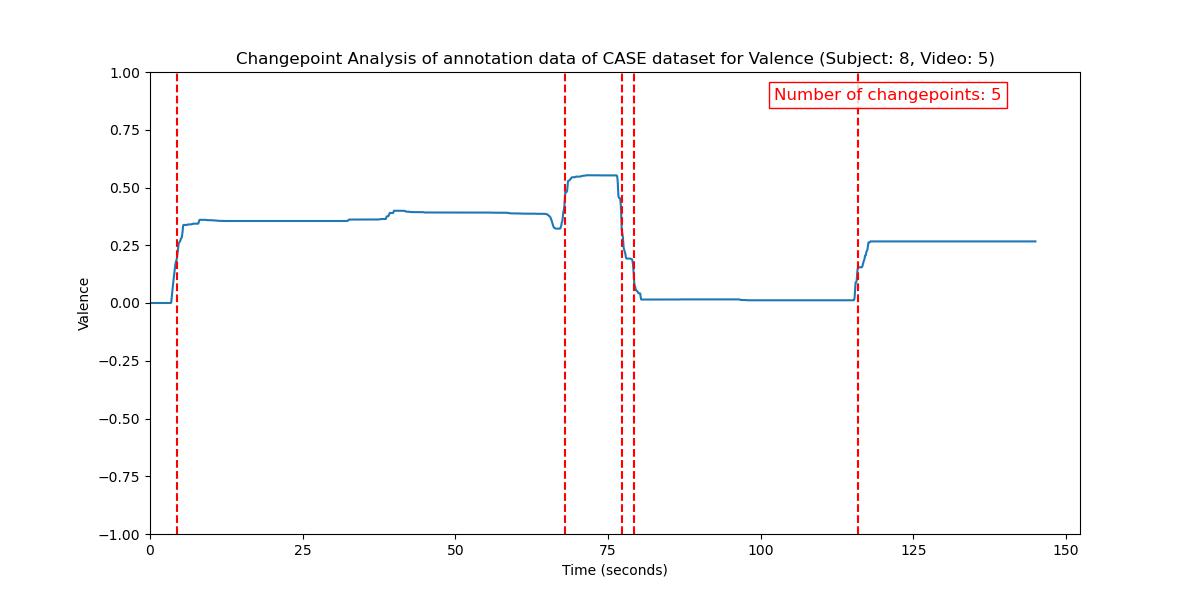 Changepoint Analysis of annotation data of CASE dataset for Valence (Subject: 8, Video: 5)
Number of changepoints: 5
Valence
1.00
0.75
0.50
0.25
0.00
−0.25
−0.50
−0.75
−1.00
0 25 50 75 100 125 150
Time (seconds)